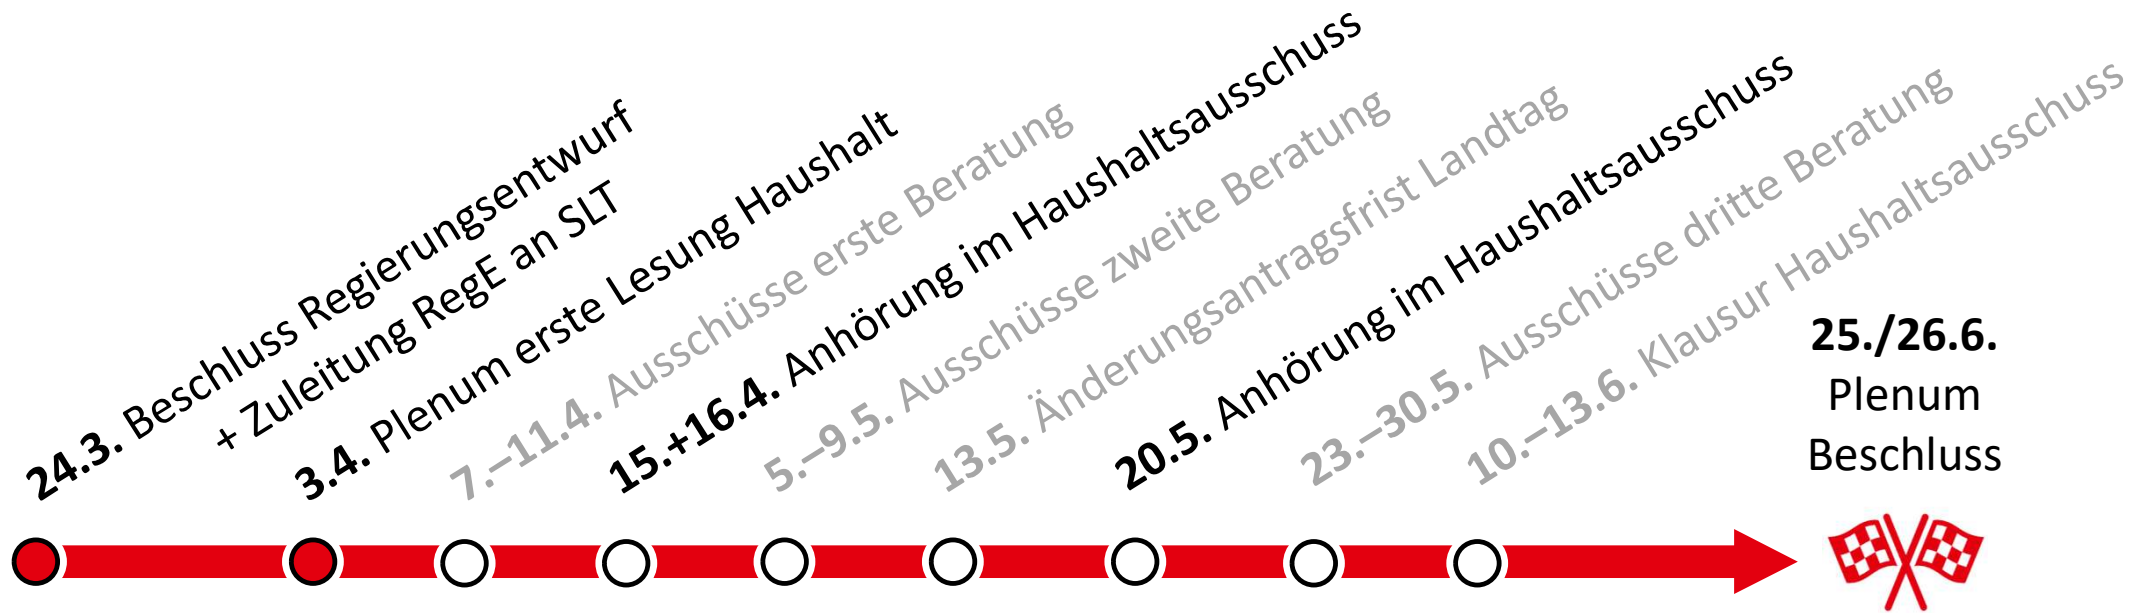 24.3. Beschluss Regierungsentwurf
+ Zuleitung RegE an SLT
3.4. Plenum erste Lesung Haushalt
7.–11.4. Ausschüsse erste Beratung
15.+16.4. Anhörung im Haushaltsausschuss
5.–9.5. Ausschüsse zweite Beratung
13.5. Änderungsantragsfrist Landtag
20.5. Anhörung im Haushaltsausschuss
23.–30.5. Ausschüsse dritte Beratung
10.–13.6. Klausur Haushaltsausschuss
25./26.6.
Plenum
Beschluss